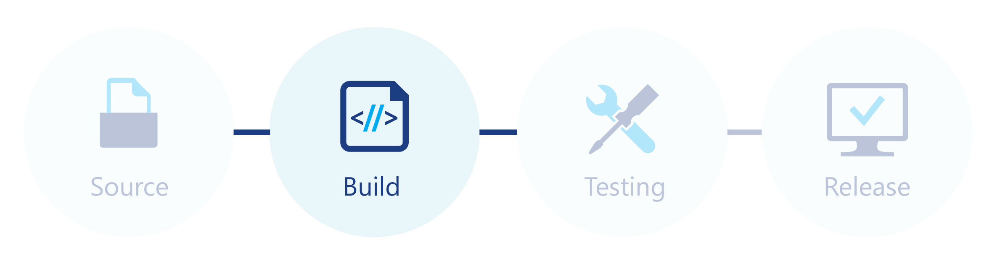 <//>
Source
Build
Testing
Release